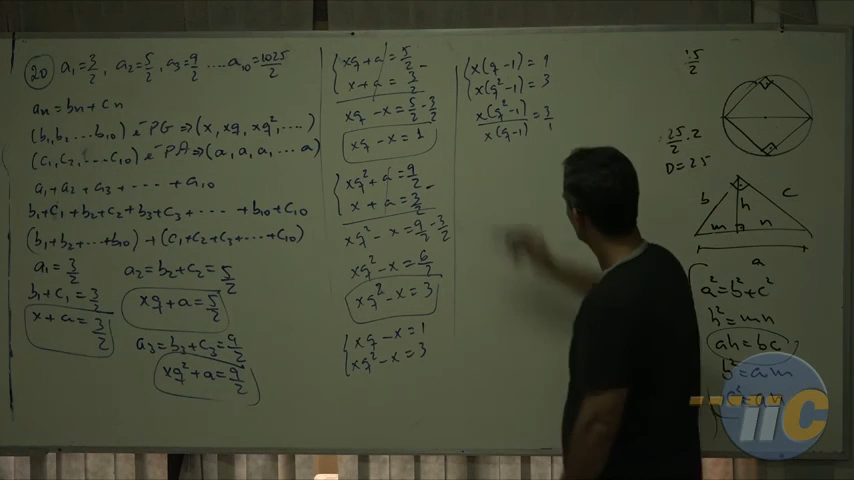 20 a₁=3/2, a₂=5/2, a₃=9/2 ....a₁₀=1025/2
aₙ=bₙ+cₙ
(b₁,b₁.....b₁₀) é PG⇒(x, xq, xq², ....)
(c₁,c₂,....c₁₀) é PA⇒(a, a, a, .... a)
a₁+a₂+a₃+....+a₁₀
b₁+c₁+b₂+c₂+b₃+c₃+....+b₁₀+c₁₀
(b₁+b₂+...+b₁₀)+(c₁+c₂+c₃+....+c₁₀)
a₁=3/2
b₁+c₁=3/2
x+a=3/2
a₂=b₂+c₂=5/2
xq+a=5/2
a₃=b₃+c₃=9/2
xq²+a=9/2
xq+a=5/2 -
x+a=3/2
xq-x=5/2-3/2
xq-x=1
xq²+a=9/2 -
x+a=3/2
xq²-x=9/2-3/2
xq²-x=6/2
xq²-x=3
xq-x=1
xq²-x=3
x(q-1)=1
x(q²-1)=3
x(q²-1)/x(q-1)=3/1
15/2
25/2.2
D=25
b h c
m n
a
a²=b²+c²
h²=mn
ah=bc
b²=am
IIC